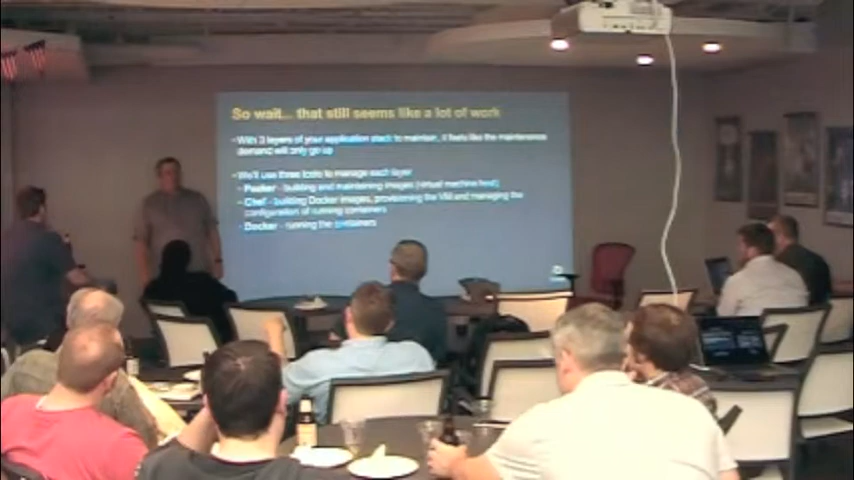 So wait... that still seems like a lot of work
With 3 layers of your application stack to maintain, it feels like the maintenance
demand will only go up
We'll use three tools to manage each layer
Packer - building and maintaining images (virtual machine host)
Chef - building Docker images, provisioning the VM and managing the
configuration of running containers
Docker - running the containers